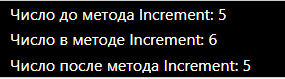 Число до метода Increment: 5
Число в методе Increment: 6
Число после метода Increment: 5